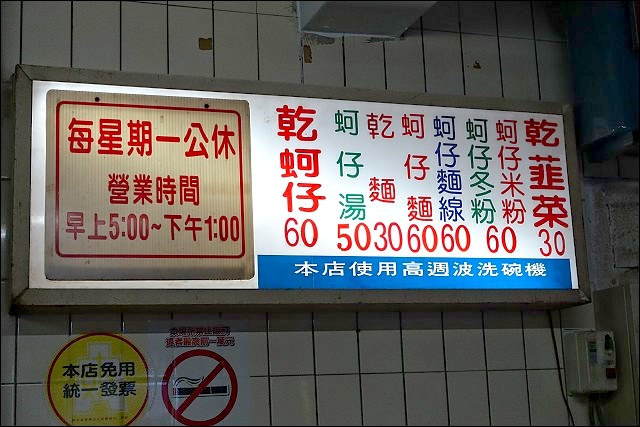 每星期一公休
營業時間
早上5:00~下午1:00
乾蚵仔 60
蚵仔湯 50
乾麵 30
蚵仔麵 60
蚵仔麵線 60
蚵仔冬粉
蚵仔米粉 60
乾韮菜 30
本店使用高週波洗碗機
本店免用
統一發票